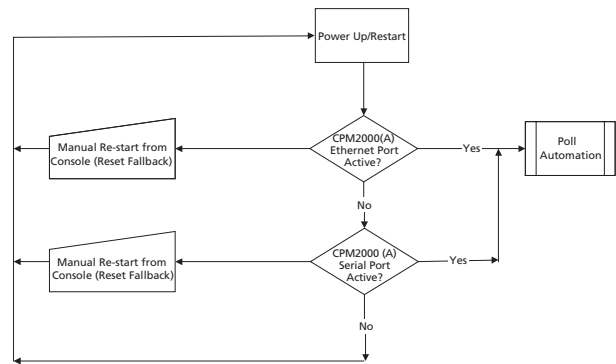 Power Up/Restart
CPM2000(A)
Ethernet Port
Active?
Manual Re-start from
Console (Reset Fallback)
Yes
Poll
Automation
No
CPM2000 (A)
Serial Port
Active?
Manual Re-start from
Console (Reset Fallback)
Yes
No